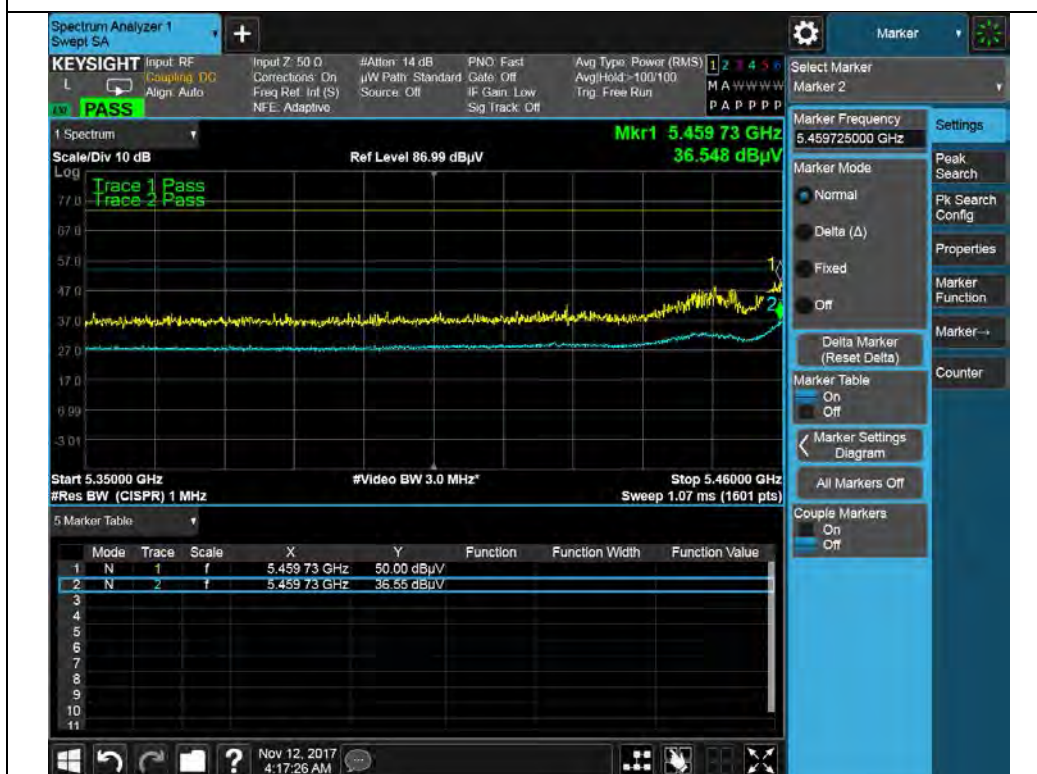 Spectrum Analyzer 1
Swept SA
+
Marker
KEYSIGHT
L
PASS
Input: RF
Coupling: DC
Align: Auto
Input Z: 50 Ω
Corrections: On
Freq Ref: Int (S)
NFE: Adaptive
#Atten: 14 dB
µW Path: Standard
Source: Off
PNO: Fast
Gate: Off
IF Gain: Low
Sig Track: Off
Avg Type: Power (RMS)
Avg|Hold:>100/100
Trig: Free Run
1 2 3 4 5 6
M A W W W W
P A P P P P
Select Marker
Marker 2
1 Spectrum
Mkr1 5.459 73 GHz
Scale/Div 10 dB
Ref Level 86.99 dBµV
36.548 dBµV
Log
Trace 1 Pass
Trace 2 Pass
77.0
67.0
57.0
47.0
37.0
27.0
17.0
6.99
-3.01
1
2
Start 5.35000 GHz
#Video BW 3.0 MHz*
Stop 5.46000 GHz
#Res BW (CISPR) 1 MHz
Sweep 1.07 ms (1601 pts)
Marker Frequency
5.459725000 GHz
Marker Mode
Normal
Delta (Δ)
Fixed
Off
Delta Marker
(Reset Delta)
Marker Table
On
Off
Marker Settings
Diagram
All Markers Off
Couple Markers
On
Off
Settings
Peak
Search
Pk Search
Config
Properties
Marker
Function
Marker→
Counter
5 Marker Table
Mode Trace Scale X Y Function Function Width Function Value
1 N 1 f 5.459 73 GHz 50.00 dBµV
2 N 2 f 5.459 73 GHz 36.55 dBµV
3
4
5
6
7
8
9
10
11
?
Nov 12, 2017
4:17:26 AM